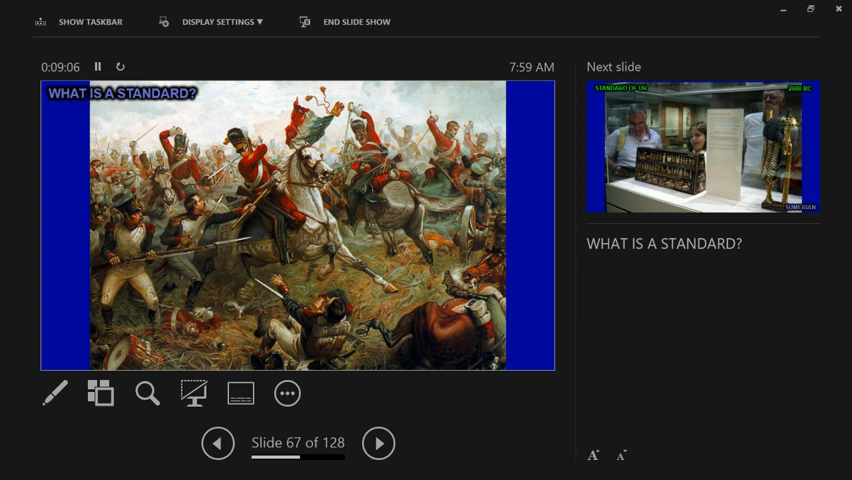 SHOW TASKBAR
DISPLAY SETTINGS ▼
END SLIDE SHOW
0:09:06
7:59 AM
Next slide
WHAT IS A STANDARD?
STANDARD OF UR
2600 BC
SUMERIAN
WHAT IS A STANDARD?
Slide 67 of 128
A
A